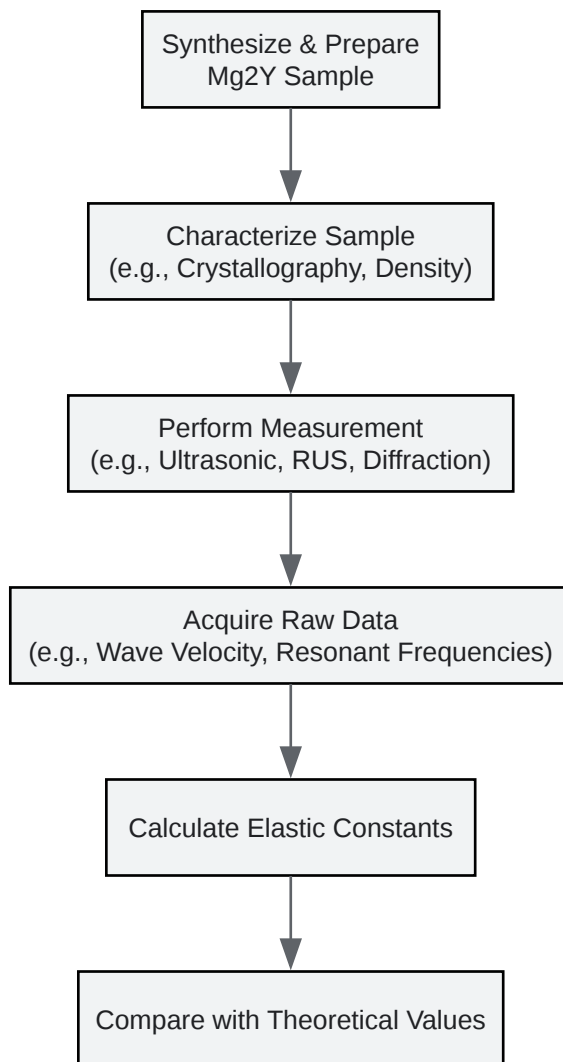 Synthesize & Prepare
Mg2Y Sample
Characterize Sample
(e.g., Crystallography, Density)
Perform Measurement
(e.g., Ultrasonic, RUS, Diffraction)
Acquire Raw Data
(e.g., Wave Velocity, Resonant Frequencies)
Calculate Elastic Constants
Compare with Theoretical Values